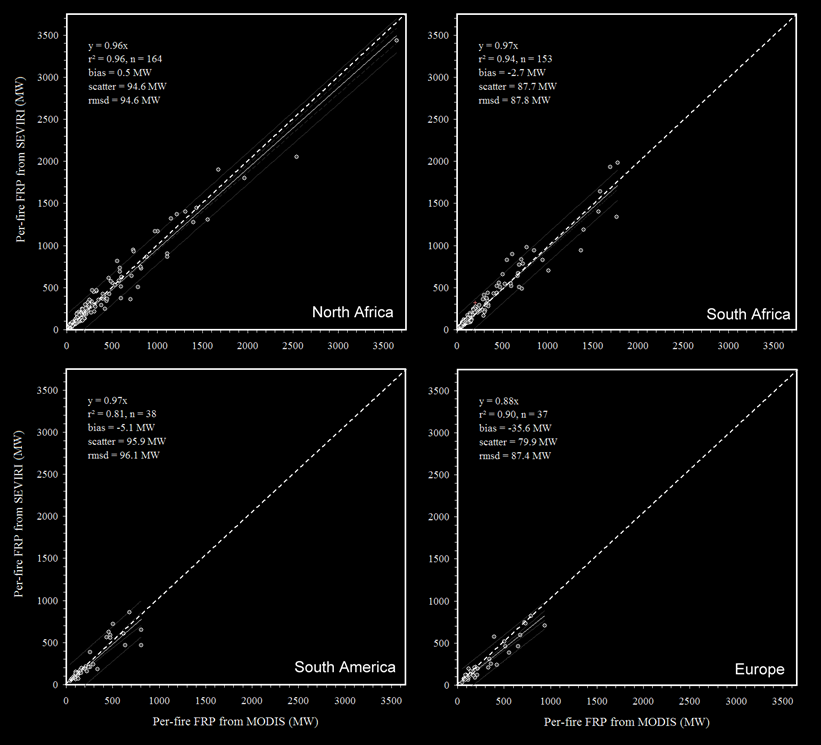 Per-fire FRP from SEVIRI (MW)
3500
3000
2500
2000
1500
1000
500
0
y = 0.96x
r² = 0.96, n = 164
bias = 0.5 MW
scatter = 94.6 MW
rmsd = 94.6 MW
North Africa
0 500 1000 1500 2000 2500 3000 3500
3500
3000
2500
2000
1500
1000
500
0
y = 0.97x
r² = 0.94, n = 153
bias = -2.7 MW
scatter = 87.7 MW
rmsd = 87.8 MW
South Africa
0 500 1000 1500 2000 2500 3000 3500
Per-fire FRP from SEVIRI (MW)
3500
3000
2500
2000
1500
1000
500
0
y = 0.97x
r² = 0.81, n = 38
bias = -5.1 MW
scatter = 95.9 MW
rmsd = 96.1 MW
South America
0 500 1000 1500 2000 2500 3000 3500
Per-fire FRP from MODIS (MW)
3500
3000
2500
2000
1500
1000
500
0
y = 0.88x
r² = 0.90, n = 37
bias = -35.6 MW
scatter = 79.9 MW
rmsd = 87.4 MW
Europe
0 500 1000 1500 2000 2500 3000 3500
Per-fire FRP from MODIS (MW)